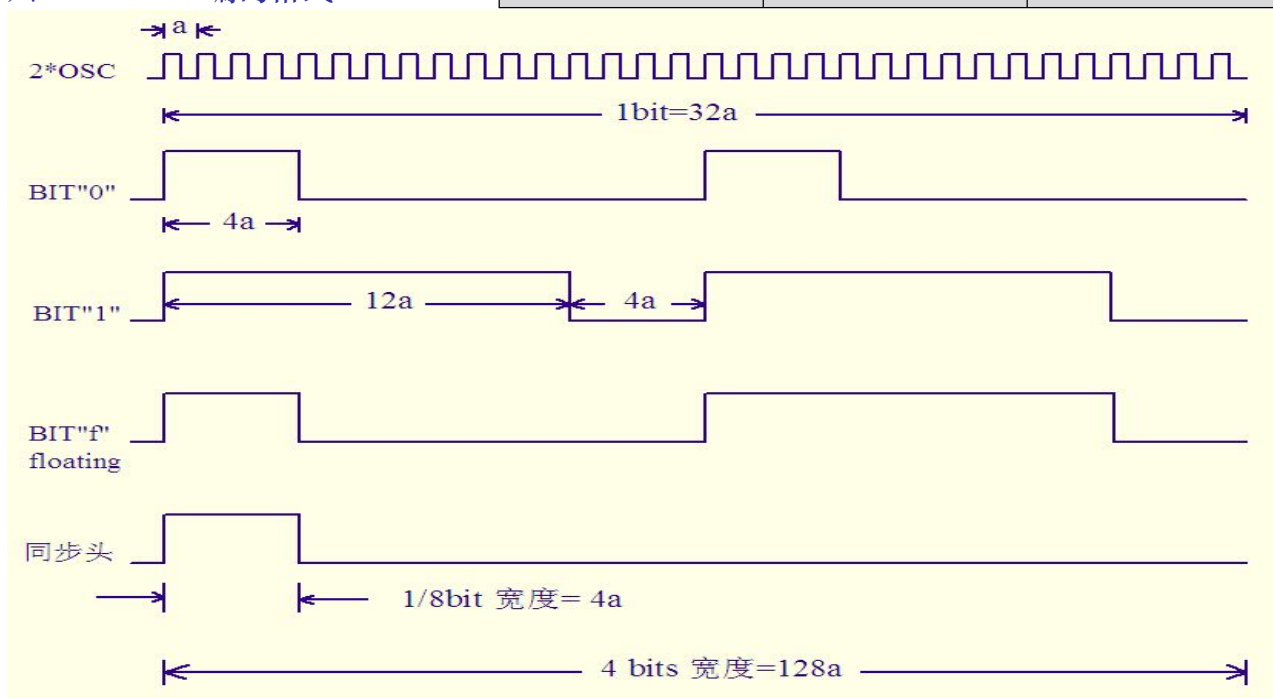 a
2*OSC
1bit=32a
BIT"0"
4a
12a
4a
BIT"1"
BIT"f"
floating
同步头
1/8bit 宽度= 4a
4 bits 宽度=128a